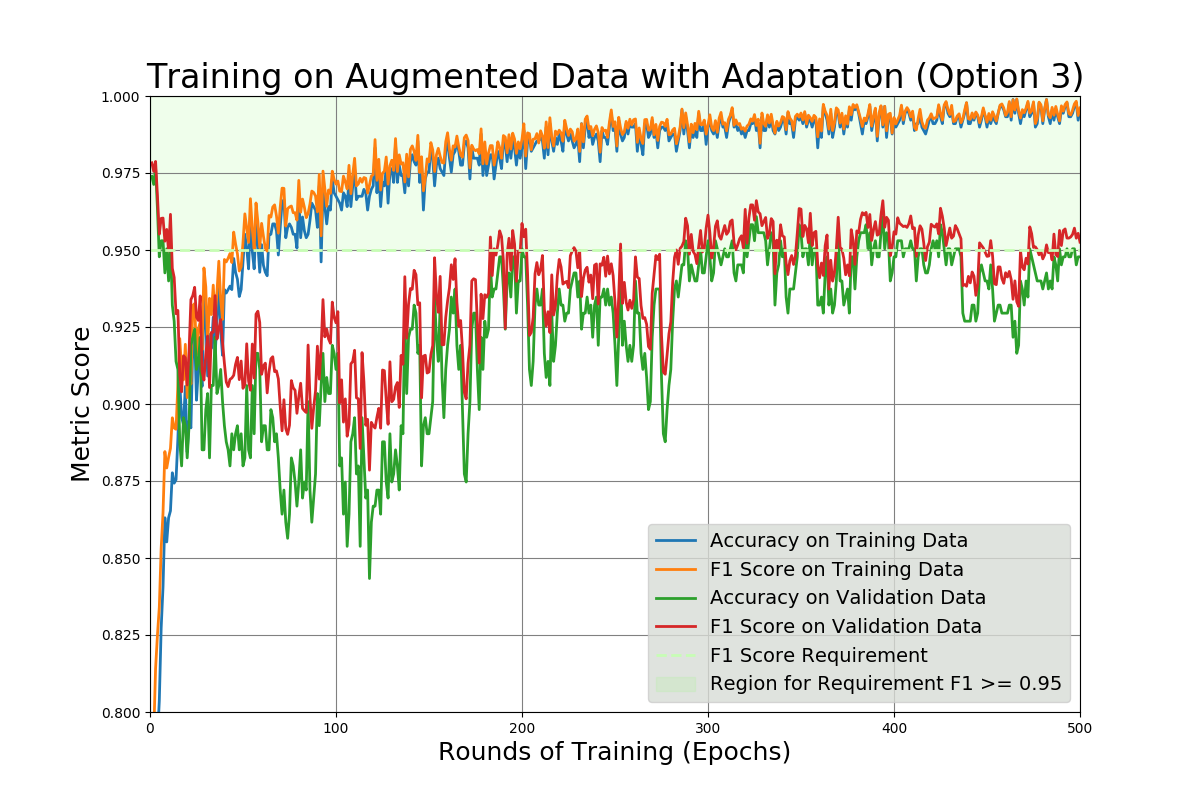 Training on Augmented Data with Adaptation (Option 3)
1.000
0.975
0.950
0.925
0.900
0.875
0.850
0.825
0.800
Metric Score
0
100
200
300
400
500
Rounds of Training (Epochs)
Accuracy on Training Data
F1 Score on Training Data
Accuracy on Validation Data
F1 Score on Validation Data
F1 Score Requirement
Region for Requirement F1 >= 0.95